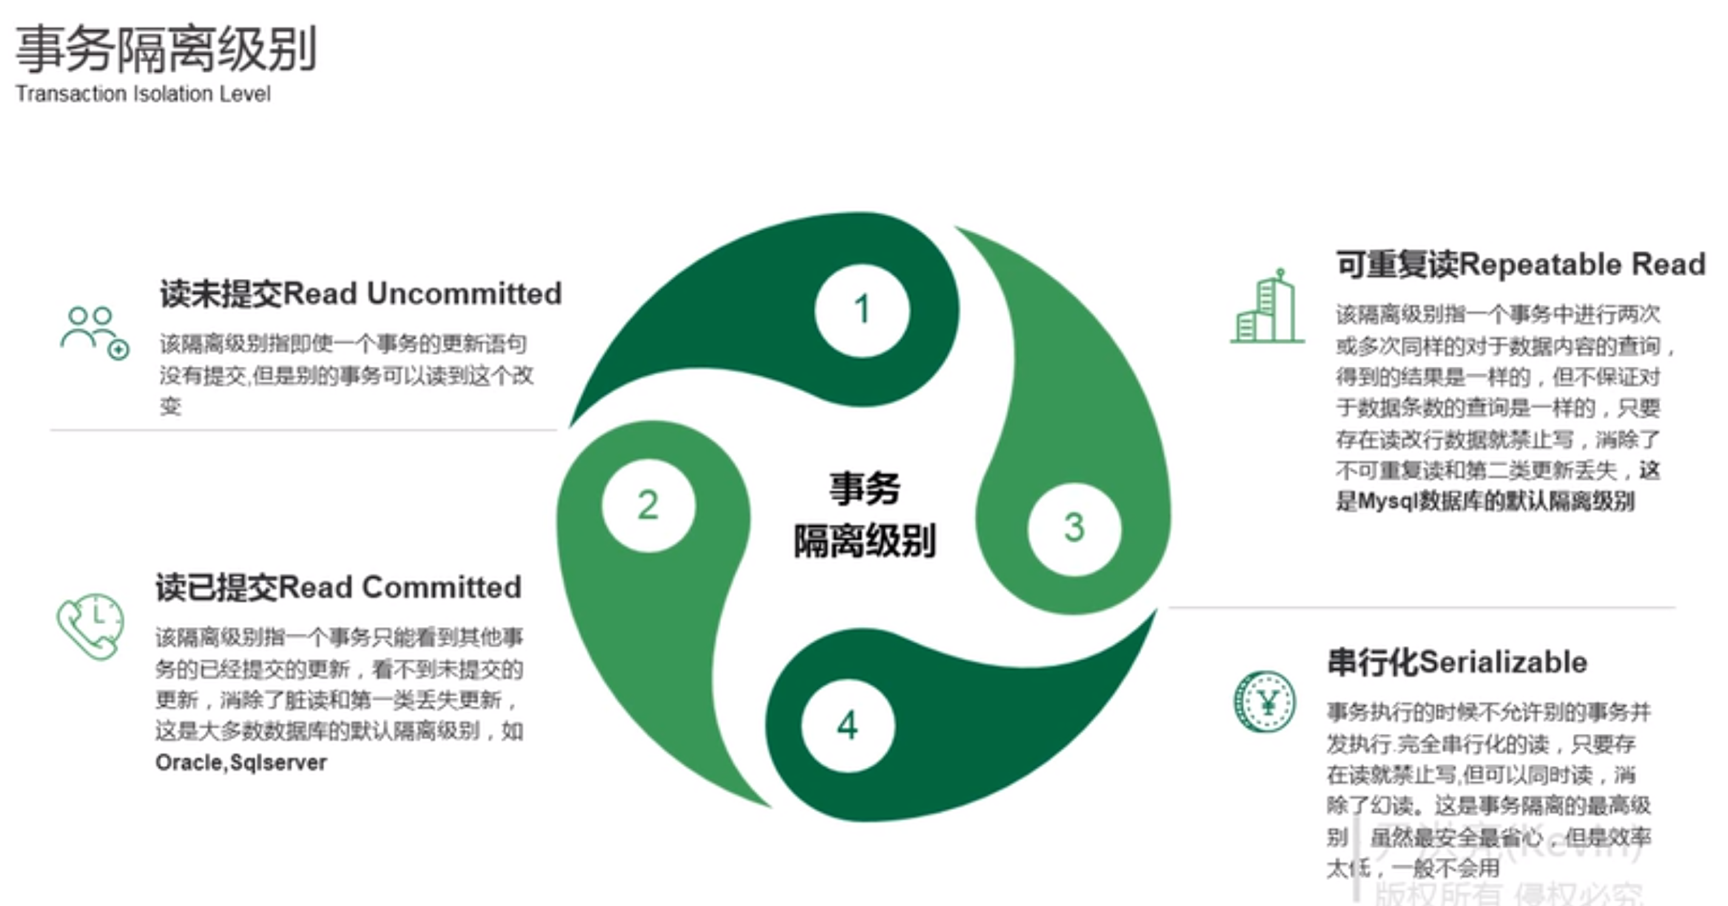 事务隔离级别
Transaction Isolation Level
读未提交Read Uncommitted
该隔离级别指即使一个事务的更新语句
没有提交,但是别的事务可以读到这个改
变
读已提交Read Committed
该隔离级别指一个事务只能看到其他事
务的已经提交的更新，看不到未提交的
更新，消除了脏读和第一类丢失更新，
这是大多数数据库的默认隔离级别，如
Oracle,Sqlserver
1
2
3
4
事务
隔离级别
可重复读Repeatable Read
该隔离级别指一个事务中进行两次
或多次同样的对于数据内容的查询，
得到的结果是一样的，但不保证对
于数据条数的查询是一样的，只要
存在读改行数据就禁止写，消除了
不可重复读和第二类更新丢失，这
是Mysql数据库的默认隔离级别
串行化Serializable
事务执行的时候不允许别的事务并
发执行.完全串行化的读，只要存
在读就禁止写,但可以同时读，消
除了幻读。这是事务隔离的最高级
别，虽然最安全最省心，但是效率
太低，一般不会用
(Kevin)
版权所有 侵权必究